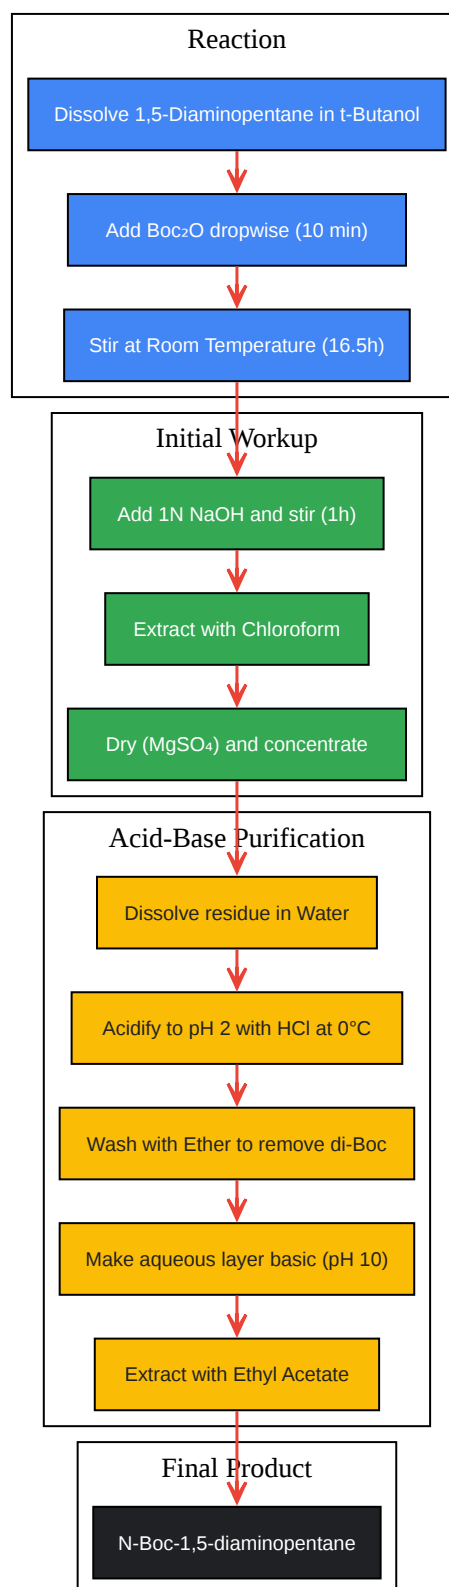 Reaction
Dissolve 1,5-Diaminopentane in t-Butanol
Add Boc₂O dropwise (10 min)
Stir at Room Temperature (16.5h)
Initial Workup
Add 1N NaOH and stir (1h)
Extract with Chloroform
Dry (MgSO₄) and concentrate
Acid-Base Purification
Dissolve residue in Water
Acidify to pH 2 with HCl at 0°C
Wash with Ether to remove di-Boc
Make aqueous layer basic (pH 10)
Extract with Ethyl Acetate
Final Product
N-Boc-1,5-diaminopentane